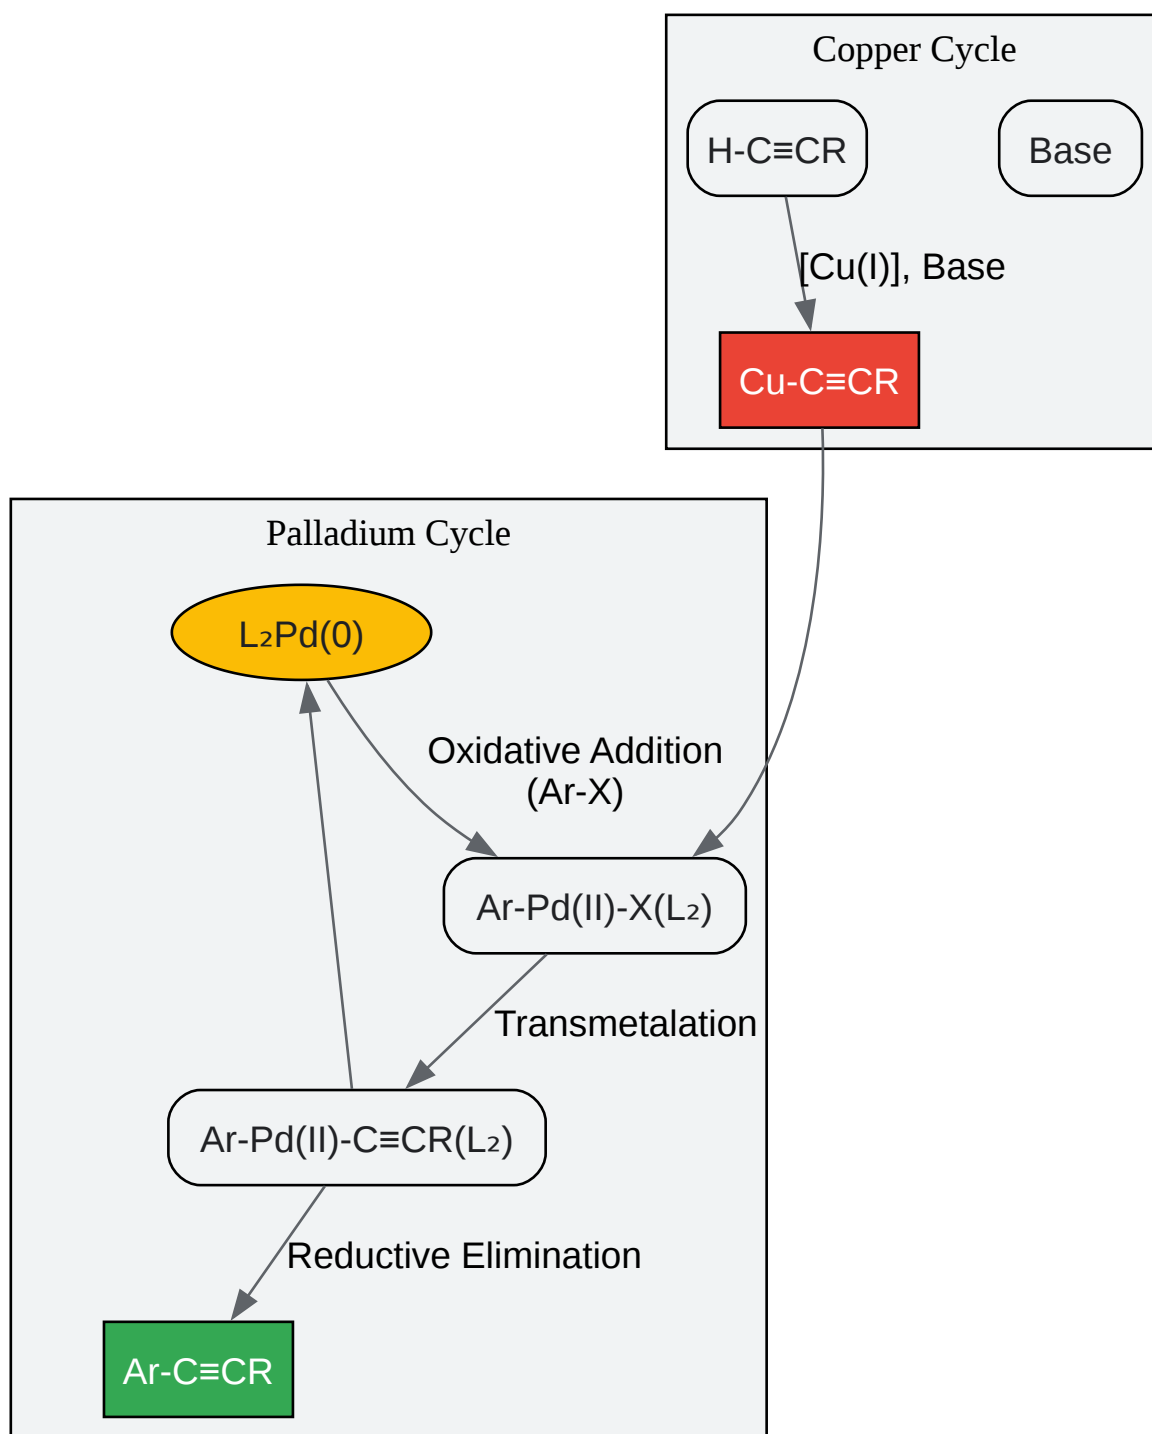 Copper Cycle
H-C≡CR
Base
[Cu(I)], Base
Cu-C≡CR
Palladium Cycle
L₂Pd(0)
Oxidative Addition
(Ar-X)
Ar-Pd(II)-X(L₂)
Transmetalation
Ar-Pd(II)-C≡CR(L₂)
Reductive Elimination
Ar-C≡CR